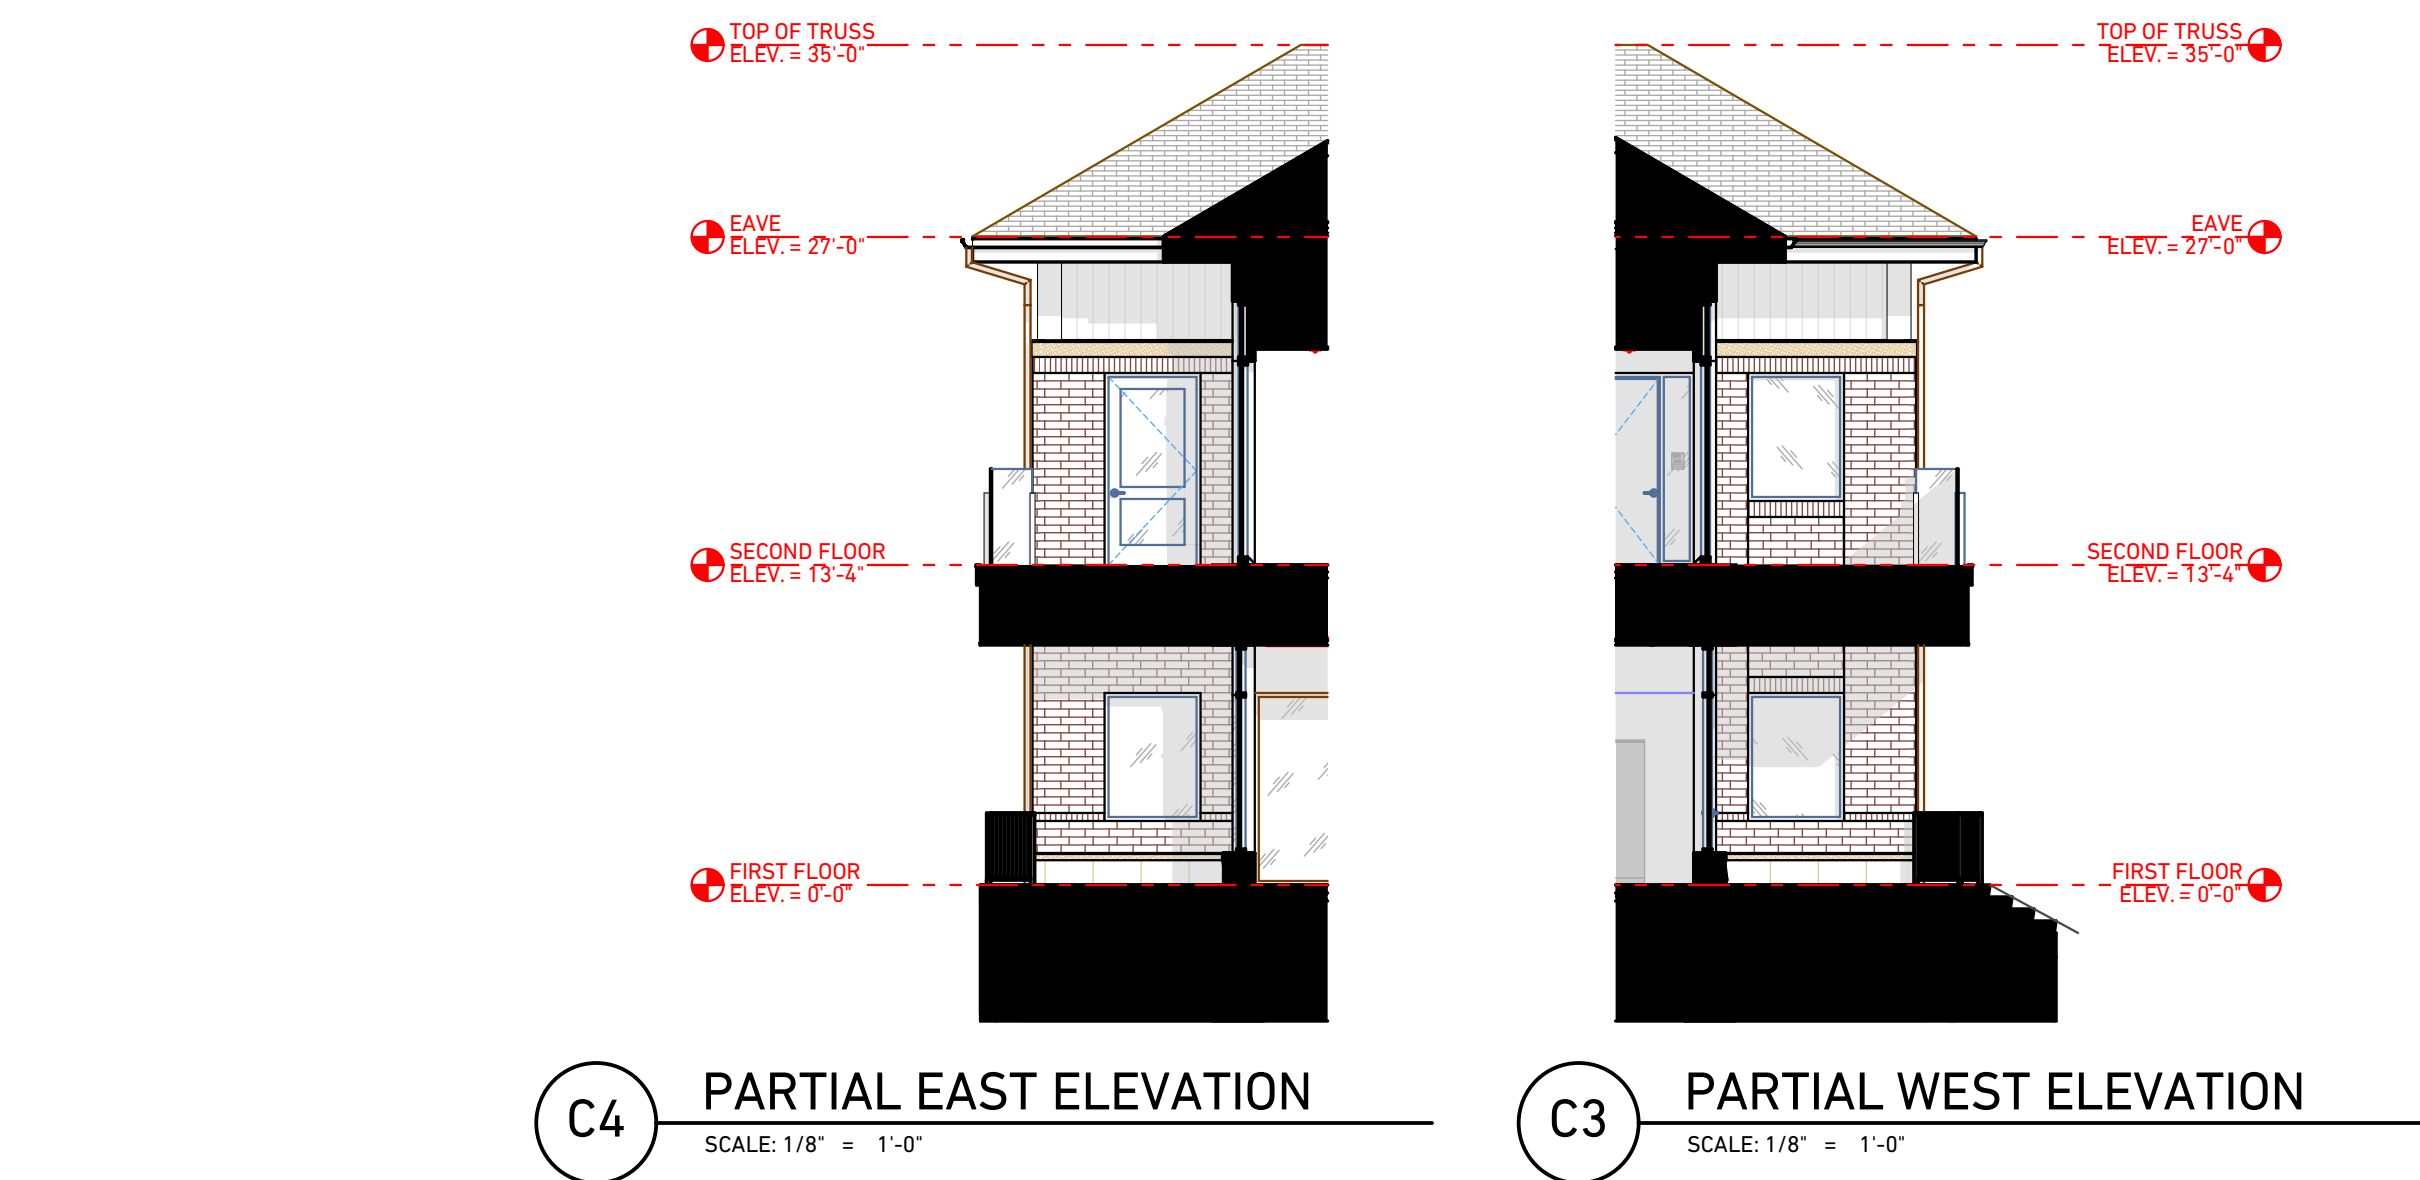 TOP OF TRUSS
ELEV. = 35'-0"
EAVE
ELEV. = 27'-0"
SECOND FLOOR
ELEV. = 13'-4"
FIRST FLOOR
ELEV. = 0'-0"
C4
PARTIAL EAST ELEVATION
SCALE: 1/8" = 1'-0"
TOP OF TRUSS
ELEV. = 35'-0"
EAVE
ELEV. = 27'-0"
SECOND FLOOR
ELEV. = 13'-4"
FIRST FLOOR
ELEV. = 0'-0"
C3
PARTIAL WEST ELEVATION
SCALE: 1/8" = 1'-0"